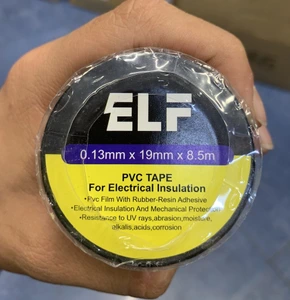 ELF
0.13mm x 19mm x 8.5m
PVC TAPE
For Electrical Insulation
•Pvc Film With Rubber-Resin Adhesive
•Electrical Insulation And Mechanical Protection
•Resistance to UV rays,abrasion,moisture,
alkalis,acids,corrosion